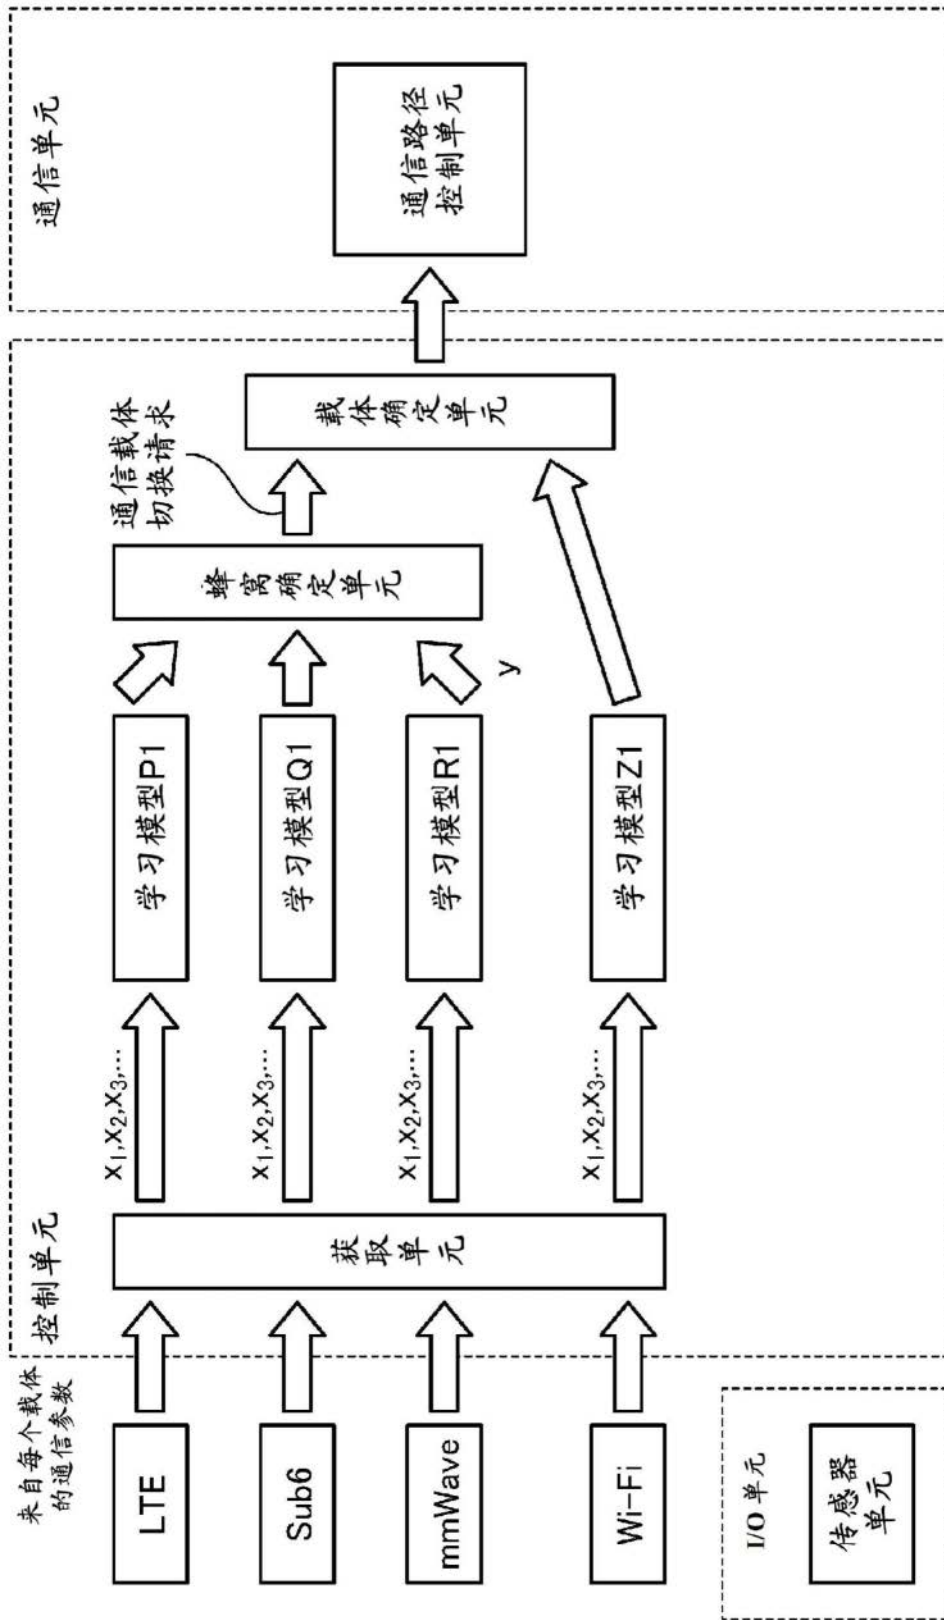 来自每个载体
的通信参数
LTE
Sub6
mmWave
Wi-Fi
I/O 单元
传感器
单元
控制单元
获取单元
x₁,x₂,x₃,…
x₁,x₂,x₃,…
x₁,x₂,x₃,…
x₁,x₂,x₃,…
学习模型P1
学习模型Q1
学习模型R1
学习模型Z1
y
蜂窝确定单元
通信载体
切换请求
载体确定单元
通信单元
通信路径
控制单元